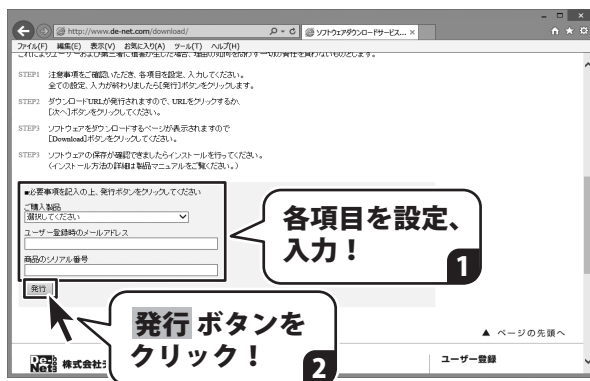 http://www.de-net.com/download/
ソフトウェアダウンロードサービス...
ファイル(F) 編集(E) 表示(V) お気に入り(A) ツール(T) ヘルプ(H)
STEP1 注意事項をご確認いただき、各項目を設定、入力してください。
全ての設定、入力が終わりましたら[発行]ボタンをクリックします。
STEP2 ダウンロードURLが発行されますので、URLをクリックするか、
[次へ]ボタンをクリックしてください。
STEP3 ソフトウェアをダウンロードするページが表示されますので
[Download]ボタンをクリックしてください。
STEP3 ソフトウェアの保存が確認できましたらインストールを行ってください。
(インストール方法の詳細は製品マニュアルをご覧ください。)
■必要事項を記入の上、発行ボタンをクリックしてください
ご購入製品
選択してください
ユーザー登録時のメールアドレス
商品のシリアル番号
発行
各項目を設定、
入力！
1
発行 ボタンを
クリック！
2
▲ ページの先頭へ
De-Net 株式会社デ
ユーザー登録